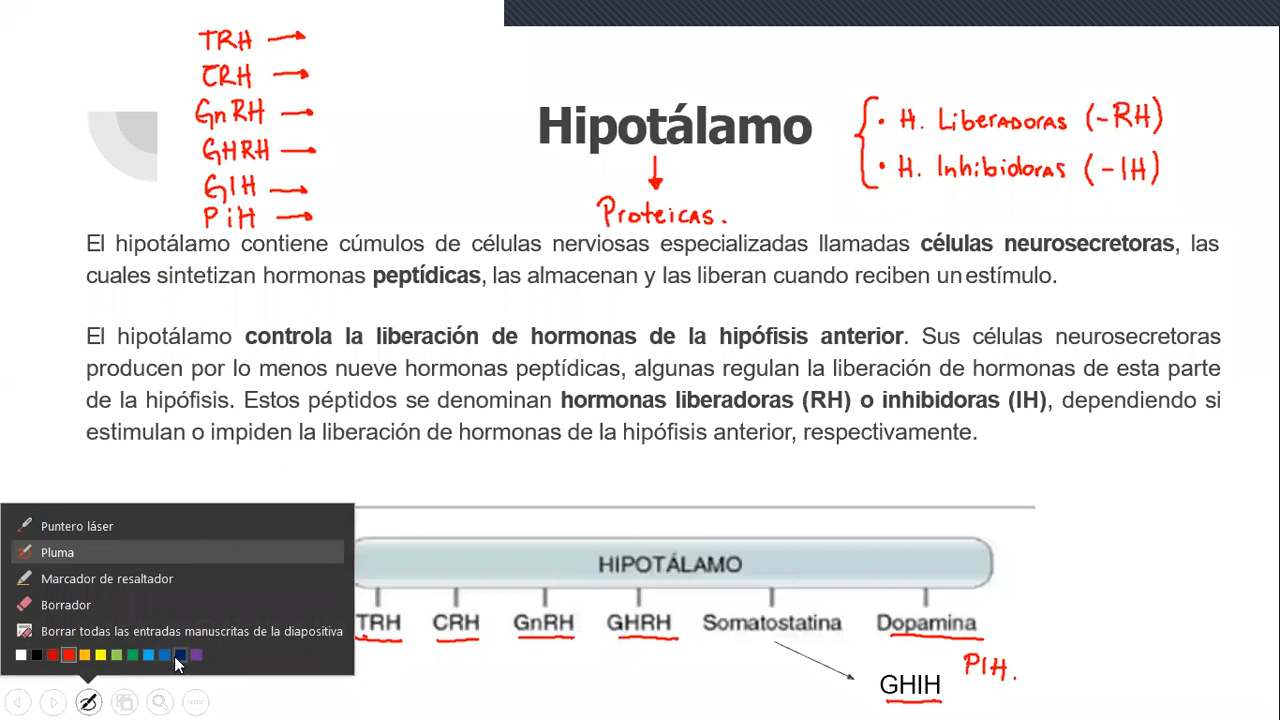 TRH →
CRH →
GnRH →
GHRH →
GIH →
PiH →
Hipotálamo
Proteicas.
• H. Liberadoras (-RH)
• H. Inhibidoras (-IH)
El hipotálamo contiene cúmulos de células nerviosas especializadas llamadas células neurosecretoras, las
cuales sintetizan hormonas peptídicas, las almacenan y las liberan cuando reciben un estímulo.
El hipotálamo controla la liberación de hormonas de la hipófisis anterior. Sus células neurosecretoras
producen por lo menos nueve hormonas peptídicas, algunas regulan la liberación de hormonas de esta parte
de la hipófisis. Estos péptidos se denominan hormonas liberadoras (RH) o inhibidoras (IH), dependiendo si
estimulan o impiden la liberación de hormonas de la hipófisis anterior, respectivamente.
Puntero láser
Pluma
Marcador de resaltador
Borrador
Borrar todas las entradas manuscritas de la diapositiva
HIPOTÁLAMO
TRH CRH GnRH GHRH Somatostatina Dopamina
PIH.
GHIH